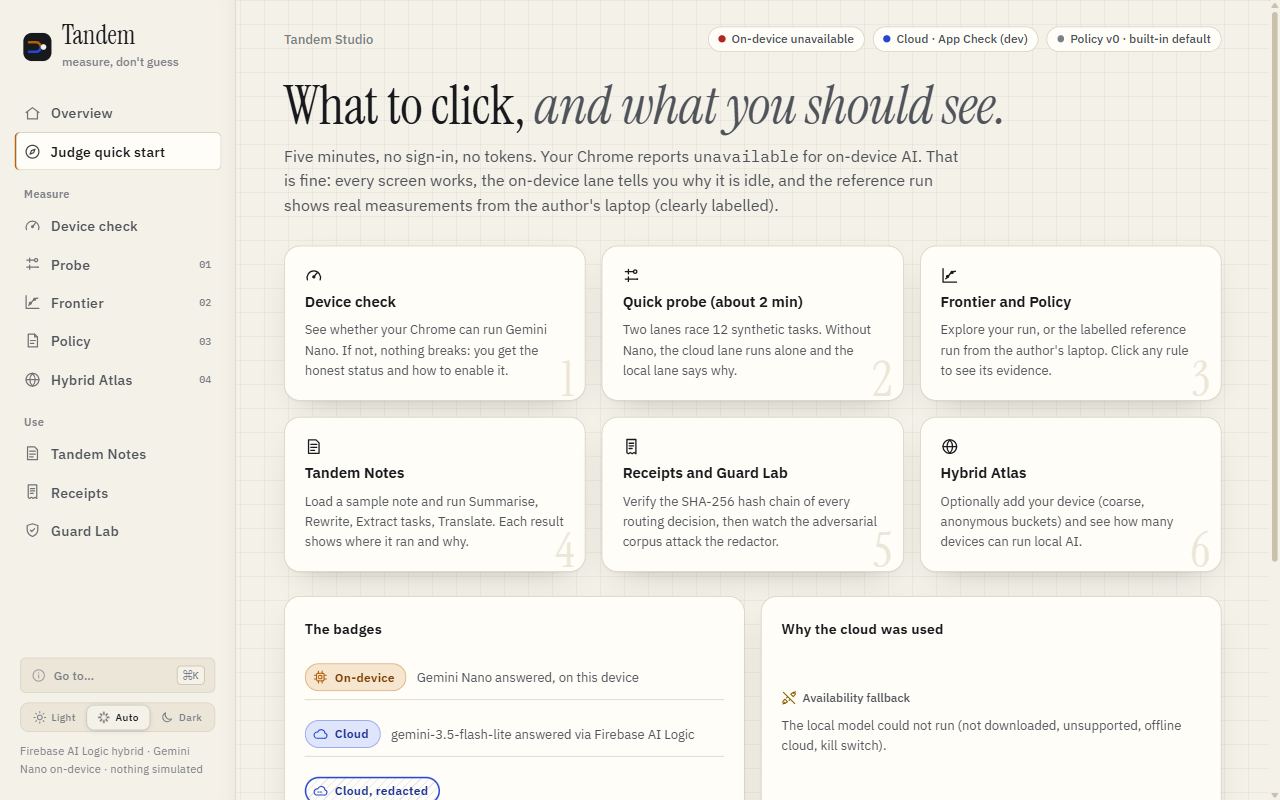 Tandem
measure, don't guess
Overview
Judge quick start
Measure
Device check
Probe 01
Frontier 02
Policy 03
Hybrid Atlas 04
Use
Tandem Notes
Receipts
Guard Lab
Go to... ⌘K
Light Auto Dark
Firebase AI Logic hybrid · Gemini
Nano on-device · nothing simulated
Tandem Studio
On-device unavailable
Cloud · App Check (dev)
Policy v0 · built-in default
What to click, and what you should see.
Five minutes, no sign-in, no tokens. Your Chrome reports unavailable for on-device AI. That
is fine: every screen works, the on-device lane tells you why it is idle, and the reference run
shows real measurements from the author's laptop (clearly labelled).
Device check
See whether your Chrome can run Gemini
Nano. If not, nothing breaks: you get the
honest status and how to enable it.
1
Quick probe (about 2 min)
Two lanes race 12 synthetic tasks. Without
Nano, the cloud lane runs alone and the
local lane says why.
2
Frontier and Policy
Explore your run, or the labelled reference
run from the author's laptop. Click any rule
to see its evidence.
3
Tandem Notes
Load a sample note and run Summarise,
Rewrite, Extract tasks, Translate. Each result
shows where it ran and why.
4
Receipts and Guard Lab
Verify the SHA-256 hash chain of every
routing decision, then watch the adversarial
corpus attack the redactor.
5
Hybrid Atlas
Optionally add your device (coarse,
anonymous buckets) and see how many
devices can run local AI.
6
The badges
On-device Gemini Nano answered, on this device
Cloud gemini-3.5-flash-lite answered via Firebase AI Logic
Cloud, redacted
Why the cloud was used
Availability fallback
The local model could not run (not downloaded, unsupported, offline
cloud, kill switch).